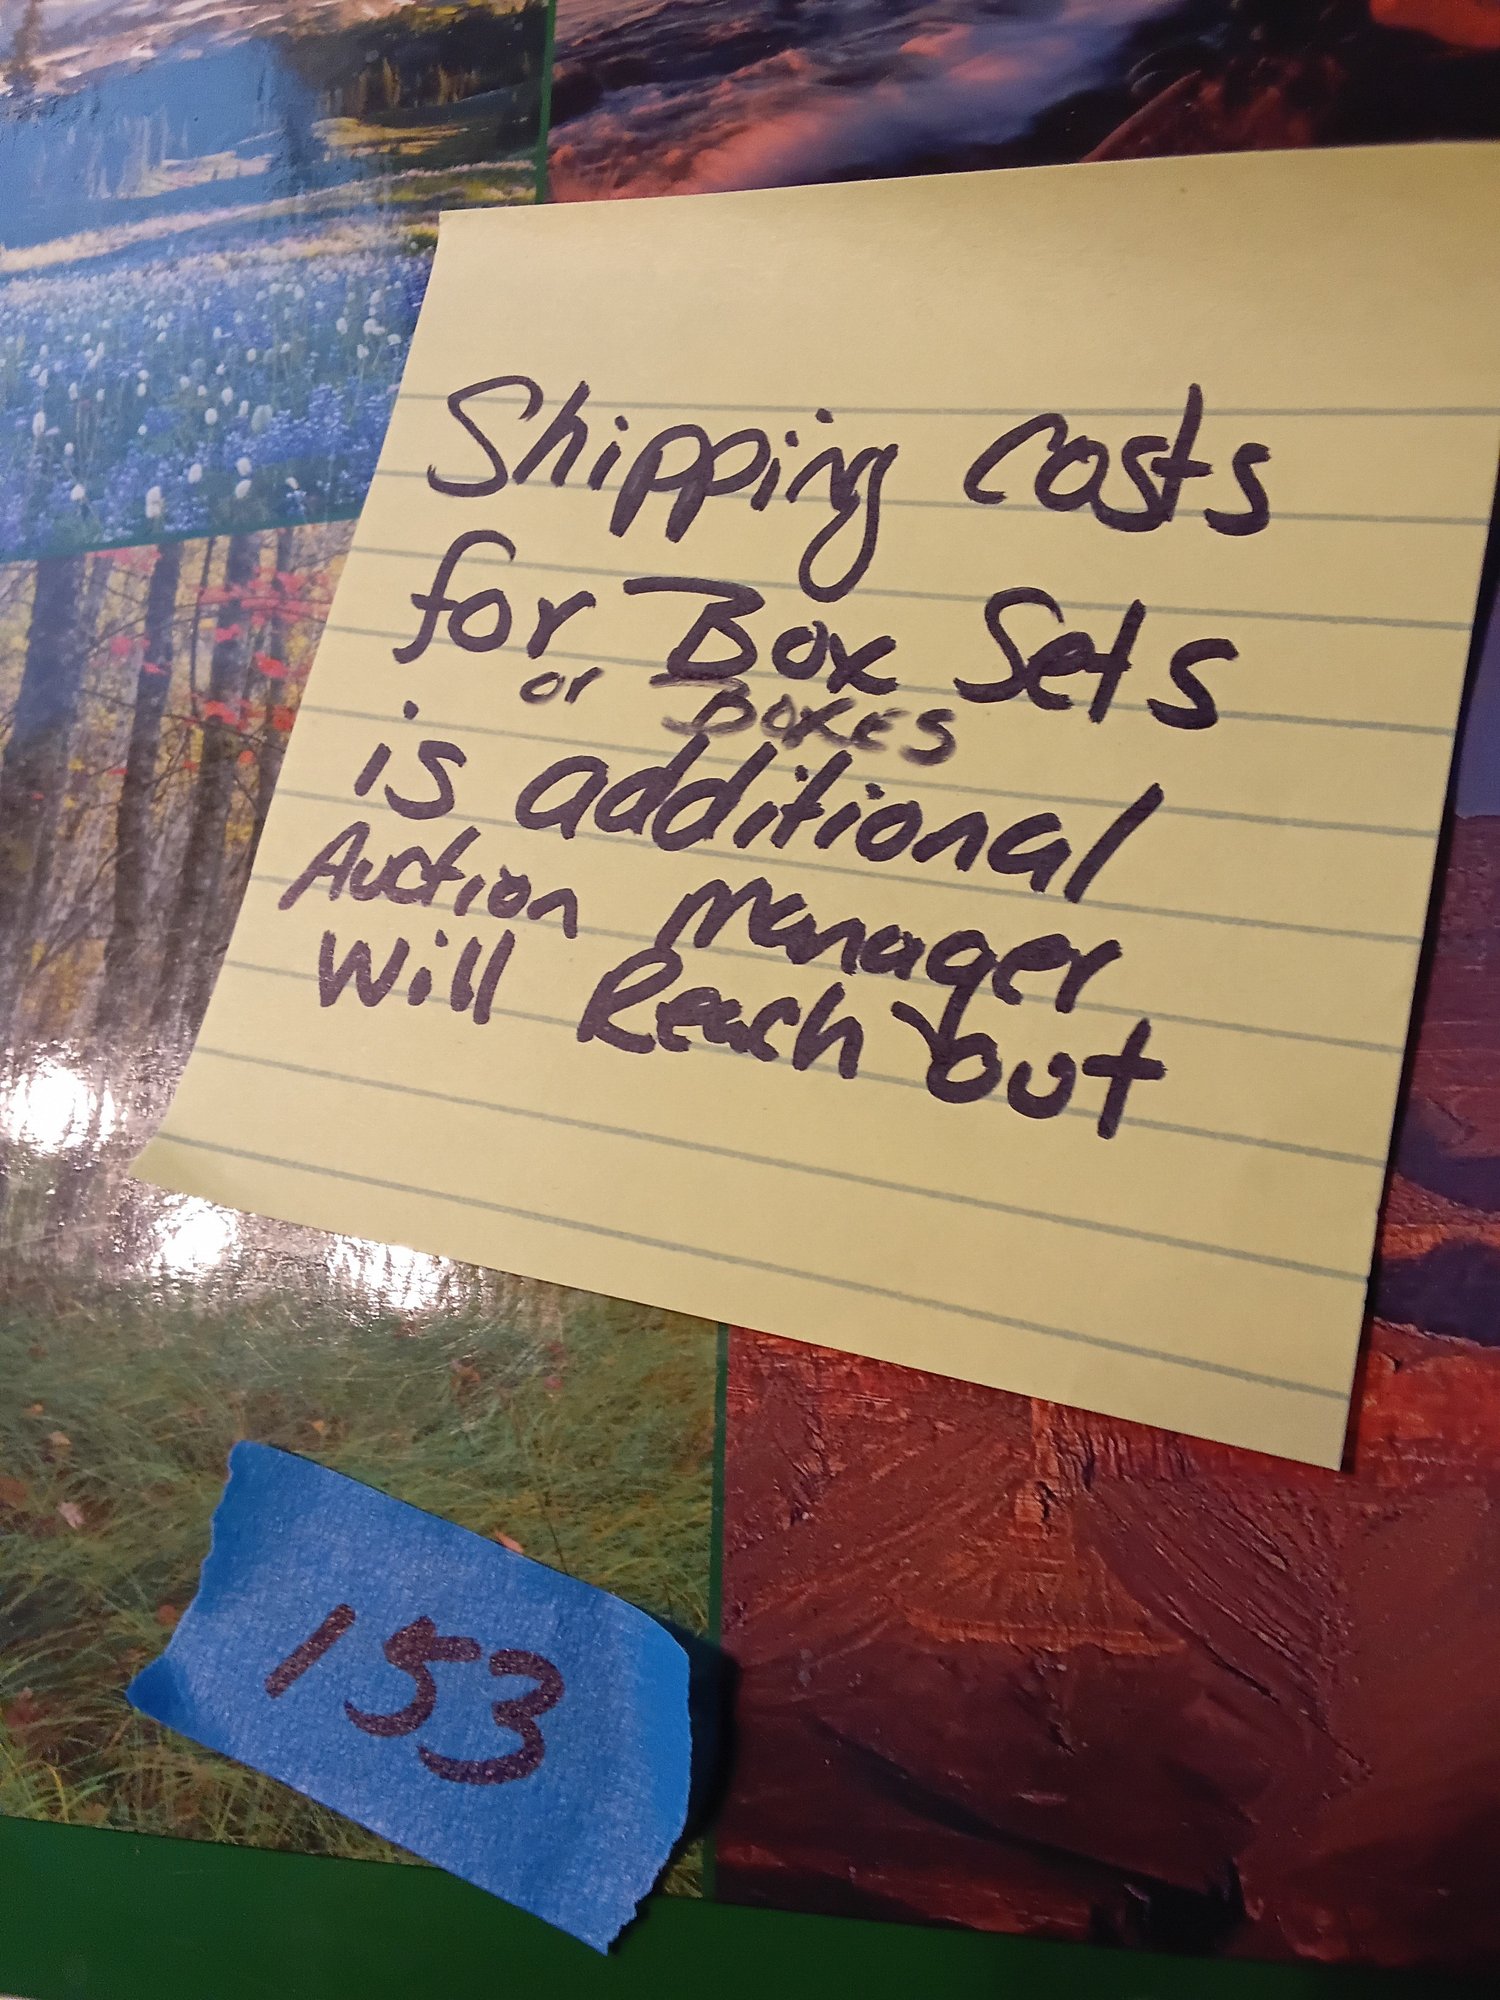 Shipping costs
for Box Sets
or Boxes
is additional
Auction Manager
will Reach out
153